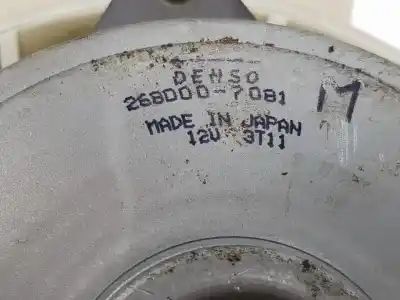 DENSO
268000-7081
M
MADE IN JAPAN
12V 3T11